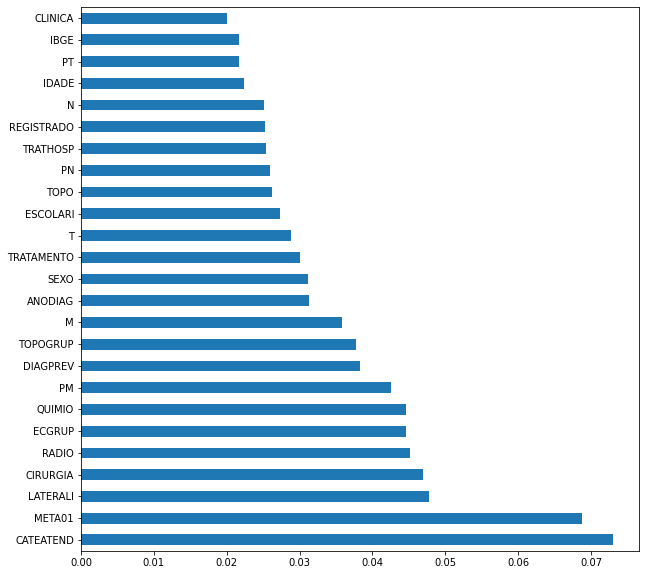 CLINICA
IBGE
PT
IDADE
N
REGISTRADO
TRATHOSP
PN
TOPO
ESCOLARI
T
TRATAMENTO
SEXO
ANODIAG
M
TOPOGRUP
DIAGPREV
PM
QUIMIO
ECGRUP
RADIO
CIRURGIA
LATERALI
META01
CATEATEND
0.00 0.01 0.02 0.03 0.04 0.05 0.06 0.07